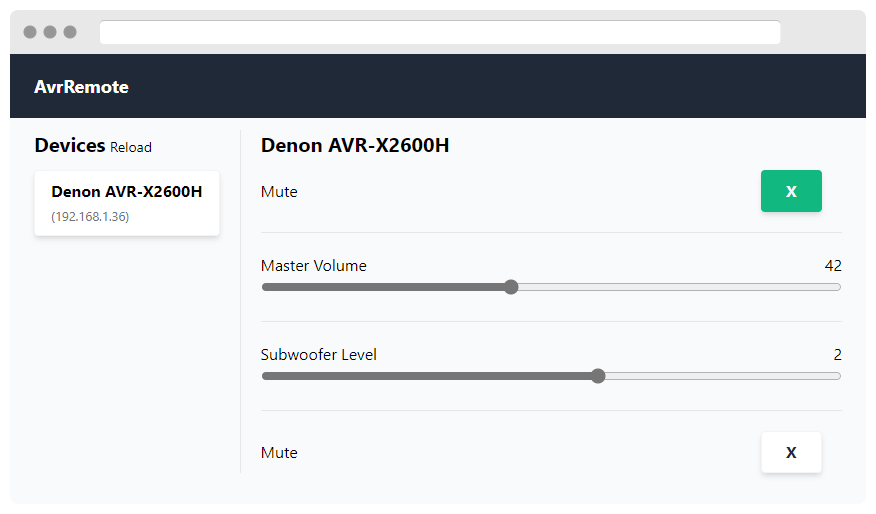 AvrRemote
Devices Reload
Denon AVR-X2600H
(192.168.1.36)
Denon AVR-X2600H
Mute X
Master Volume 42
Subwoofer Level 2
Mute X